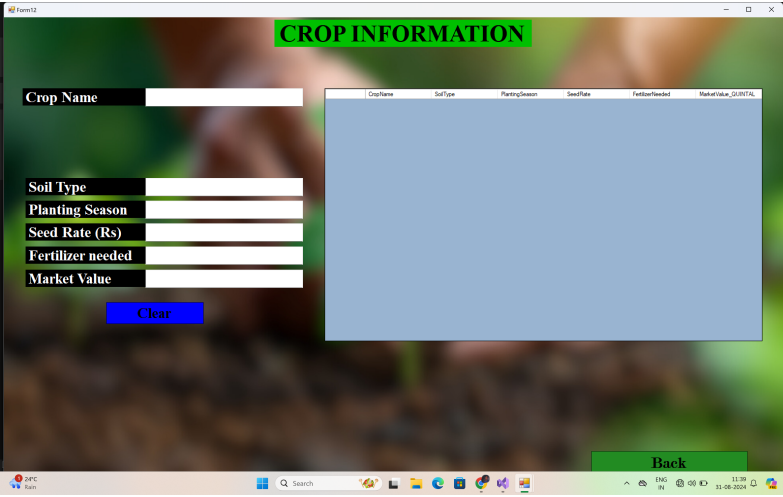 Form12
CROP INFORMATION
Crop Name
CropName SoilType PlantingSeason SeedRate FertilizerNeeded MarketValue_QUINTAL
Soil Type
Planting Season
Seed Rate (Rs)
Fertilizer needed
Market Value
Clear
Back
24°C
Rain
Search
ENG
IN
11:39
31-08-2024